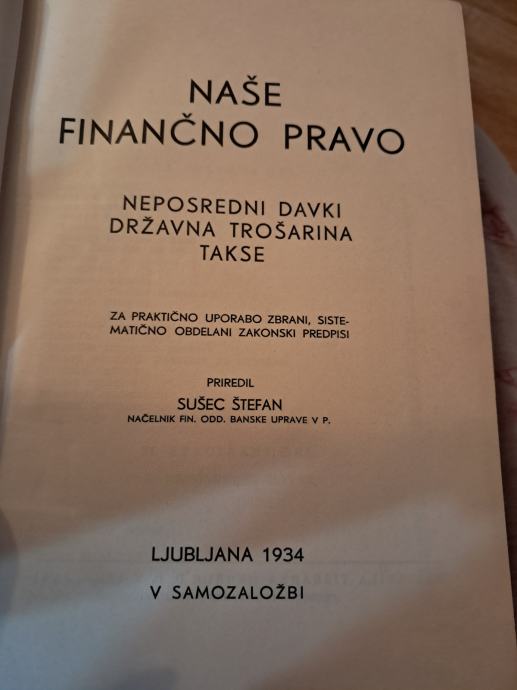 NAŠE
FINANČNO PRAVO
NEPOSREDNI DAVKI
DRŽAVNA TROŠARINA
TAKSE
ZA PRAKTIČNO UPORABO ZBRANI, SISTE-
MATIČNO OBDELANI ZAKONSKI PREDPISI
PRIREDIL
SUŠEC ŠTEFAN
NAČELNIK FIN. ODD. BANSKE UPRAVE V P.
LJUBLJANA 1934
V SAMOZALOŽBI